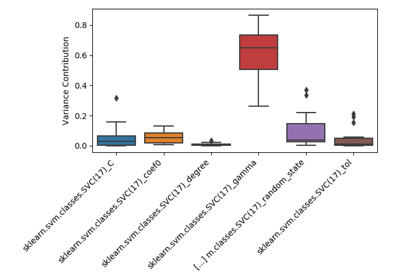 Variance Contribution
0.8
0.6
0.4
0.2
0.0
sklearn.svm.classes.SVC(17)_C
sklearn.svm.classes.SVC(17)_coef0
sklearn.svm.classes.SVC(17)_degree
sklearn.svm.classes.SVC(17)_gamma
[...] m.classes.SVC(17)_random_state
sklearn.svm.classes.SVC(17)_tol